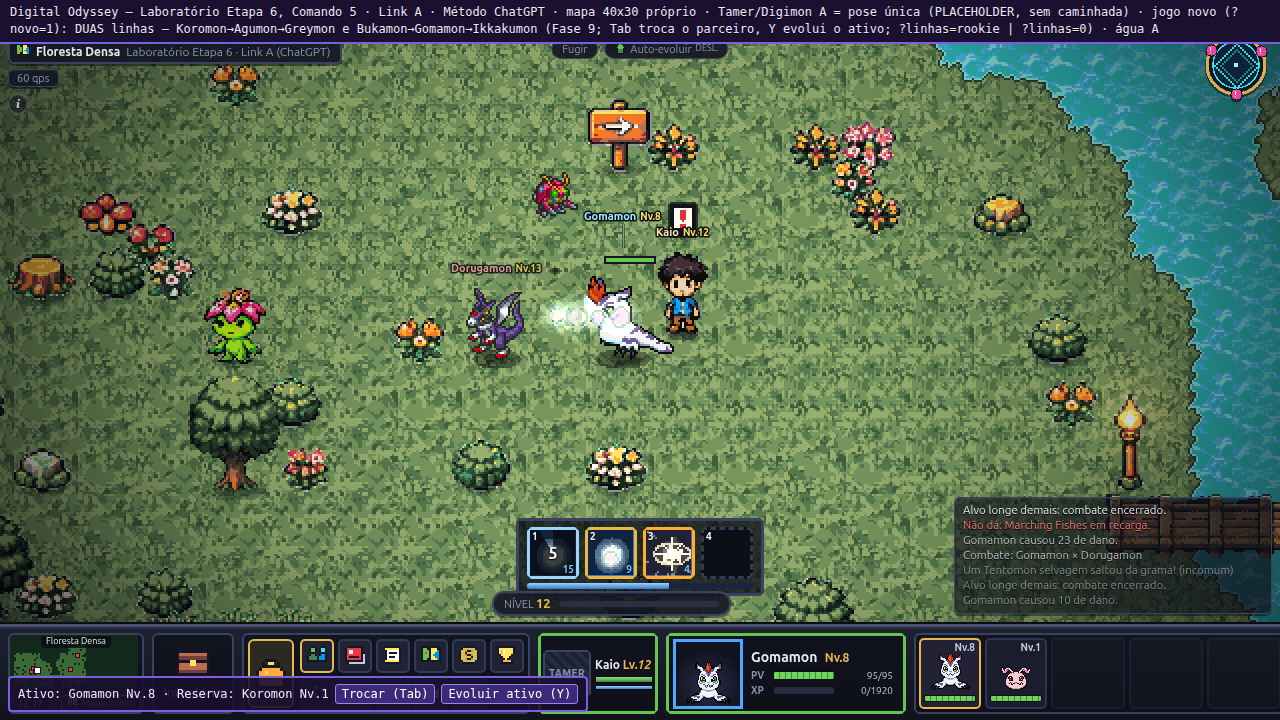 Digital Odyssey — Laboratório Etapa 6, Comando 5 · Link A · Método ChatGPT · mapa 40x30 próprio · Tamer/Digimon A = pose única (PLACEHOLDER, sem caminhada) · jogo novo (?
novo=1): DUAS linhas — Koromon→Agumon→Greymon e Bukamon→Gomamon→Ikkakumon (Fase 9; Tab troca o parceiro, Y evolui o ativo; ?linhas=rookie | ?linhas=0) · água A
Floresta Densa Laboratório Etapa 6 · Link A (ChatGPT)
Fugir
Auto-evoluir DESL.
60 qps
i
Gomamon Nv.8
Kaio Nv.12
Dorugamon Nv.13
Alvo longe demais: combate encerrado.
Não dá: Marching Fishes em recarga.
Gomamon causou 23 de dano.
Combate: Gomamon × Dorugamon
Um Tentomon selvagem saltou da grama! (incomum)
Alvo longe demais: combate encerrado.
Gomamon causou 10 de dano.
1 5 15
2 9
3 4
4
NÍVEL 12
Floresta Densa
TAMER
Kaio Lv.12
Gomamon Nv.8
PV 95/95
XP 0/1920
Nv.8
Nv.1
Ativo: Gomamon Nv.8 · Reserva: Koromon Nv.1 Trocar (Tab) Evoluir ativo (Y)